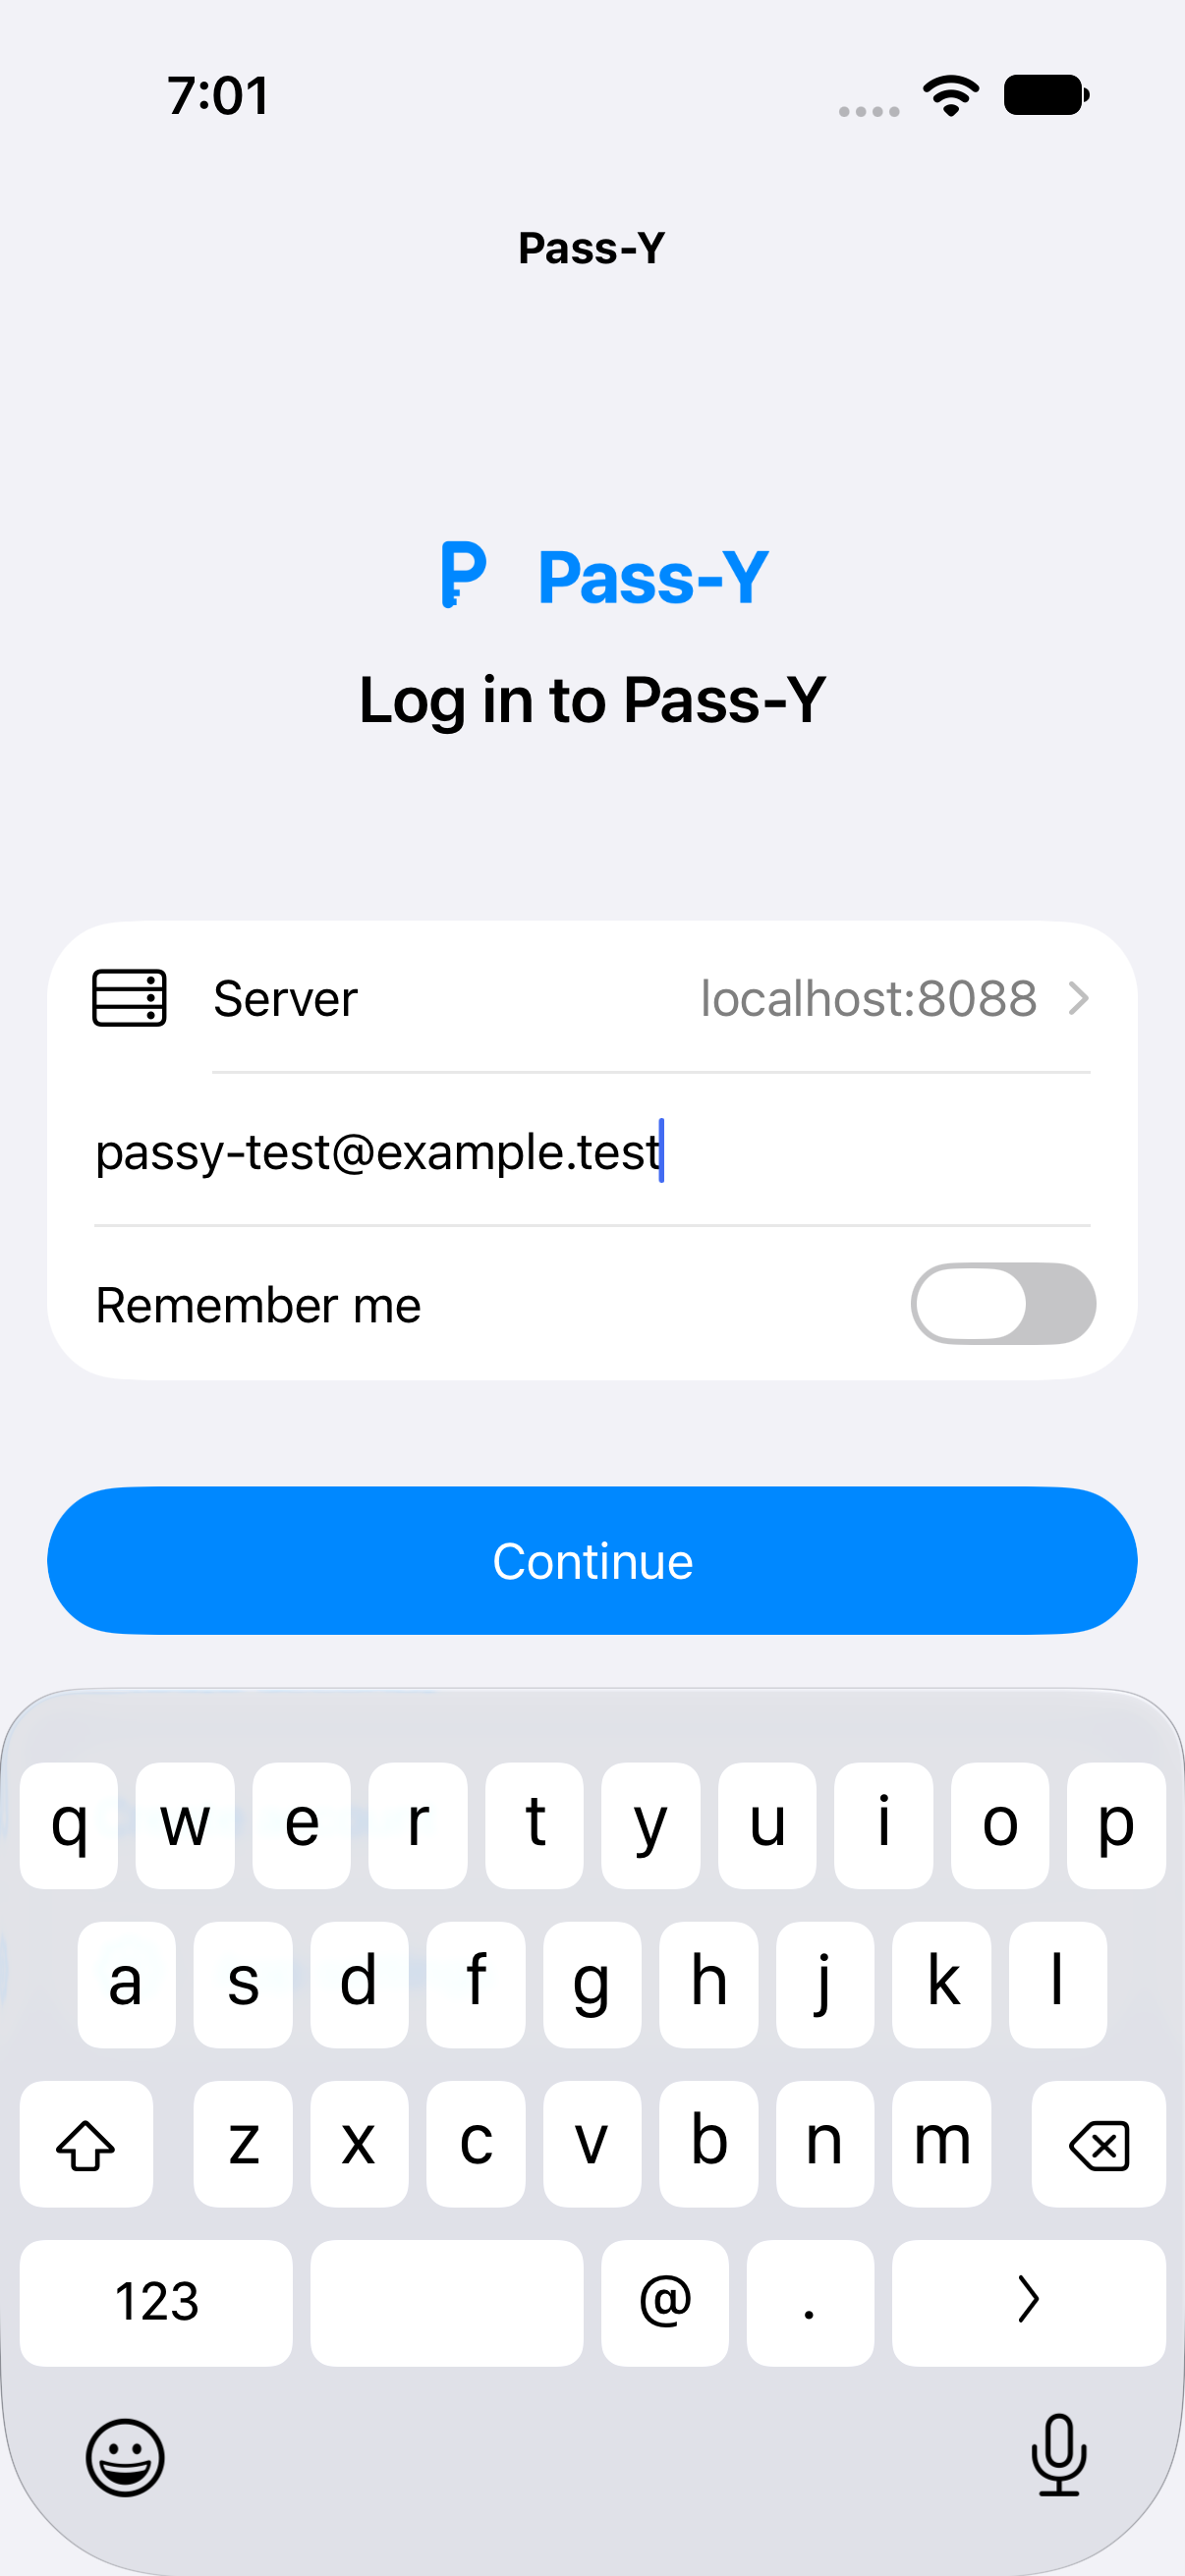 7:01
Pass-Y
Pass-Y
Log in to Pass-Y
Server localhost:8088
passy-test@example.test
Remember me
Continue
q w e r t y u i o p
a s d f g h j k l
z x c v b n m
123 @ .